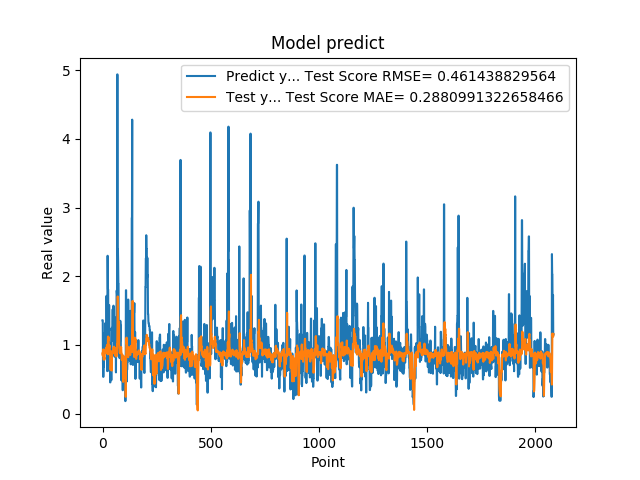 Model predict
Predict y... Test Score RMSE= 0.461438829564
Test y... Test Score MAE= 0.2880991322658466
Real value
5
4
3
2
1
0
0 500 1000 1500 2000
Point